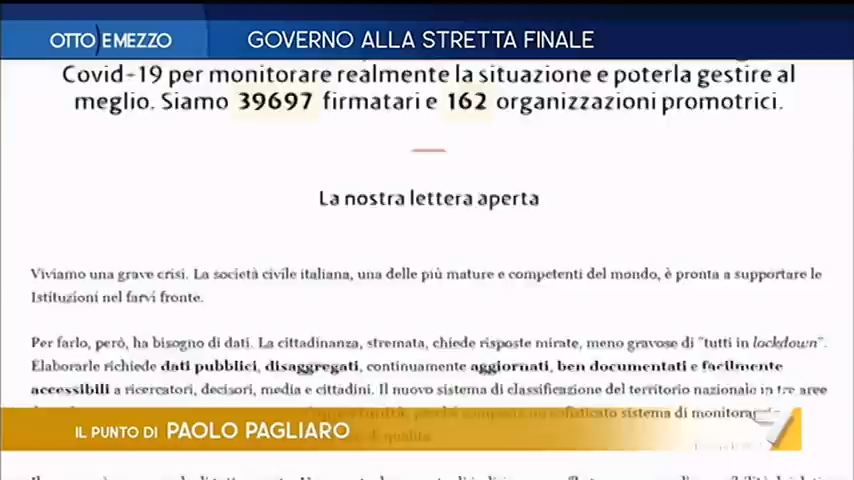 OTTO E MEZZO
GOVERNO ALLA STRETTA FINALE
Covid-19 per monitorare realmente la situazione e poterla gestire al
meglio. Siamo 39697 firmatari e 162 organizzazioni promotrici.
La nostra lettera aperta
Viviamo una grave crisi. La società civile italiana, una delle più mature e competenti del mondo, è pronta a supportare le
Istituzioni nel farvi fronte.
Per farlo, però, ha bisogno di dati. La cittadinanza, stremata, chiede risposte mirate, meno gravose di "tutti in lockdown".
Elaborarle richiede dati pubblici, disaggregati, continuamente aggiornati, ben documentati e facilmente
accessibili a ricercatori, decisori, media e cittadini. Il nuovo sistema di classificazione del territorio nazionale in tre aree
sofisticato sistema di
IL PUNTO DI PAOLO PAGLIARO